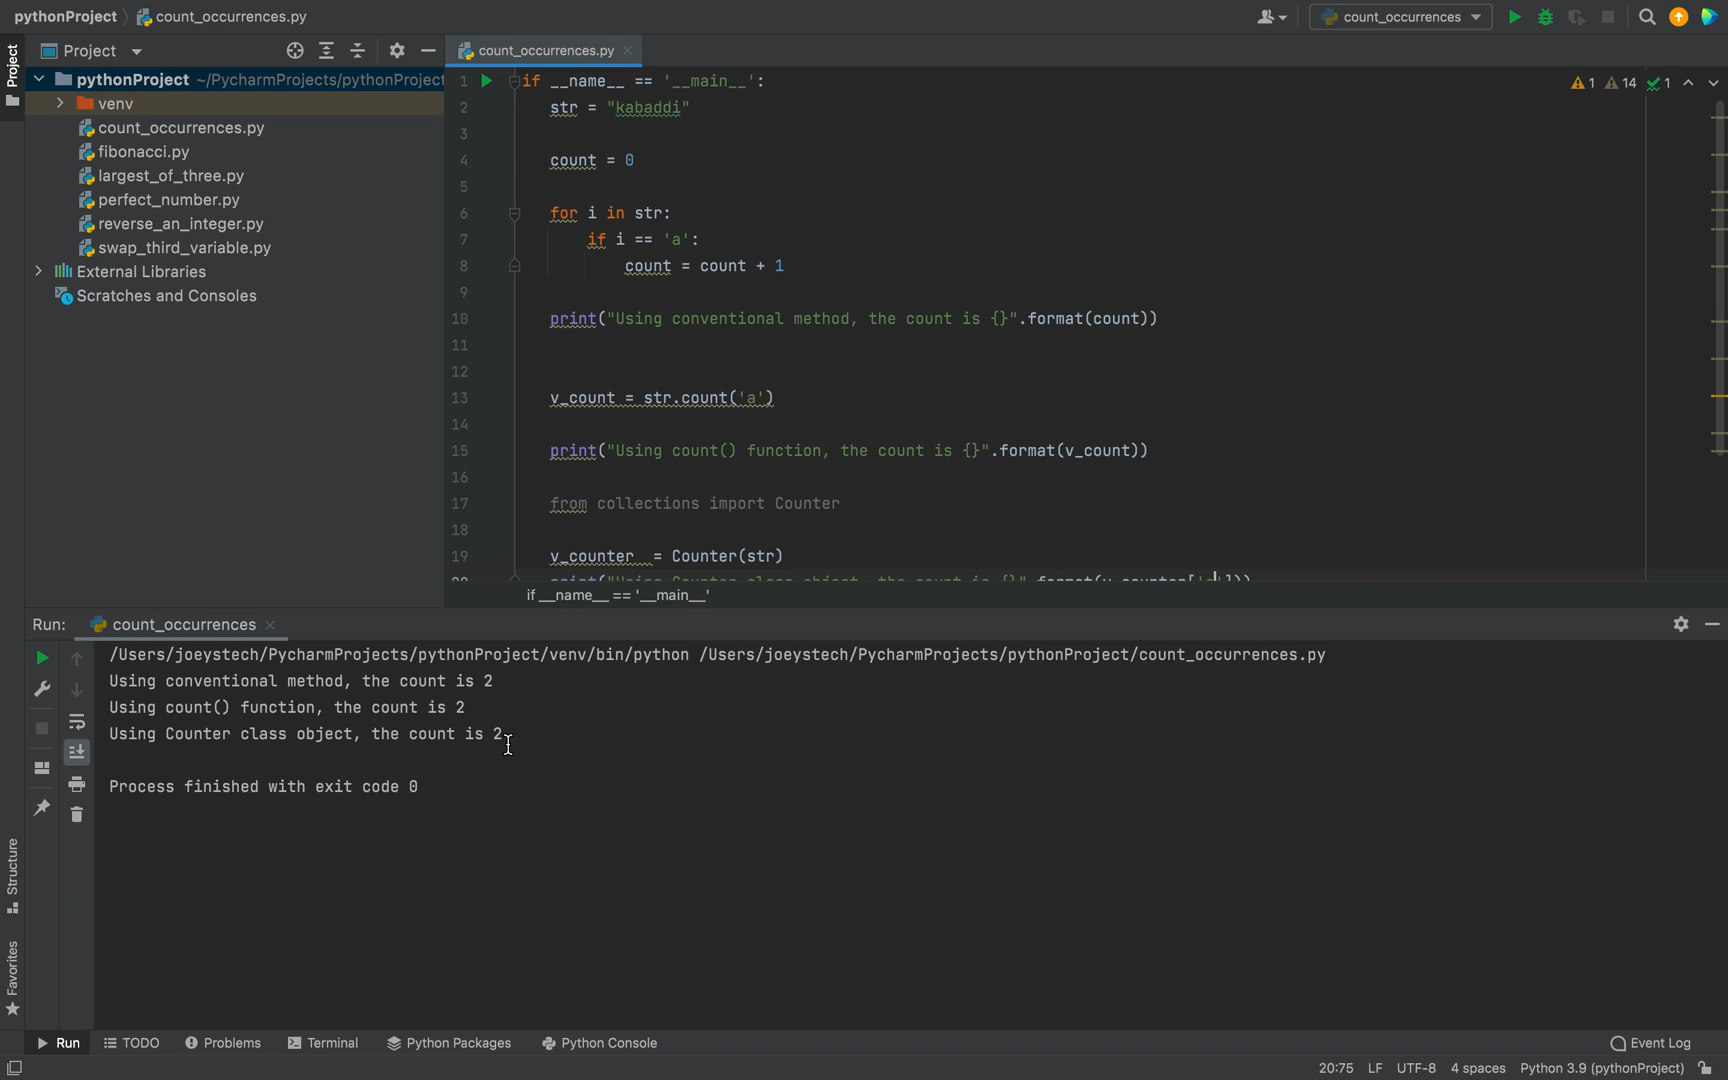 pythonProject count_occurrences.py
count_occurrences
Project
count_occurrences.py
Project
pythonProject ~/PycharmProjects/pythonProject
venv
count_occurrences.py
fibonacci.py
largest_of_three.py
perfect_number.py
reverse_an_integer.py
swap_third_variable.py
External Libraries
Scratches and Consoles
1 14 1
1 if __name__ == '__main__':
2 str = "kabaddi"
3
4 count = 0
5
6 for i in str:
7 if i == 'a':
8 count = count + 1
9
10 print("Using conventional method, the count is {}".format(count))
11
12
13 v_count = str.count('a')
14
15 print("Using count() function, the count is {}".format(v_count))
16
17 from collections import Counter
18
19 v_counter = Counter(str)
20 print("Using Counter class object, the count is {}".format(v_counter['a']))
if __name__ == '__main__'
Run: count_occurrences
/Users/joeystech/PycharmProjects/pythonProject/venv/bin/python /Users/joeystech/PycharmProjects/pythonProject/count_occurrences.py
Using conventional method, the count is 2
Using count() function, the count is 2
Using Counter class object, the count is 2
Process finished with exit code 0
Structure
Favorites
Run TODO Problems Terminal Python Packages Python Console Event Log
20:75 LF UTF-8 4 spaces Python 3.9 (pythonProject)